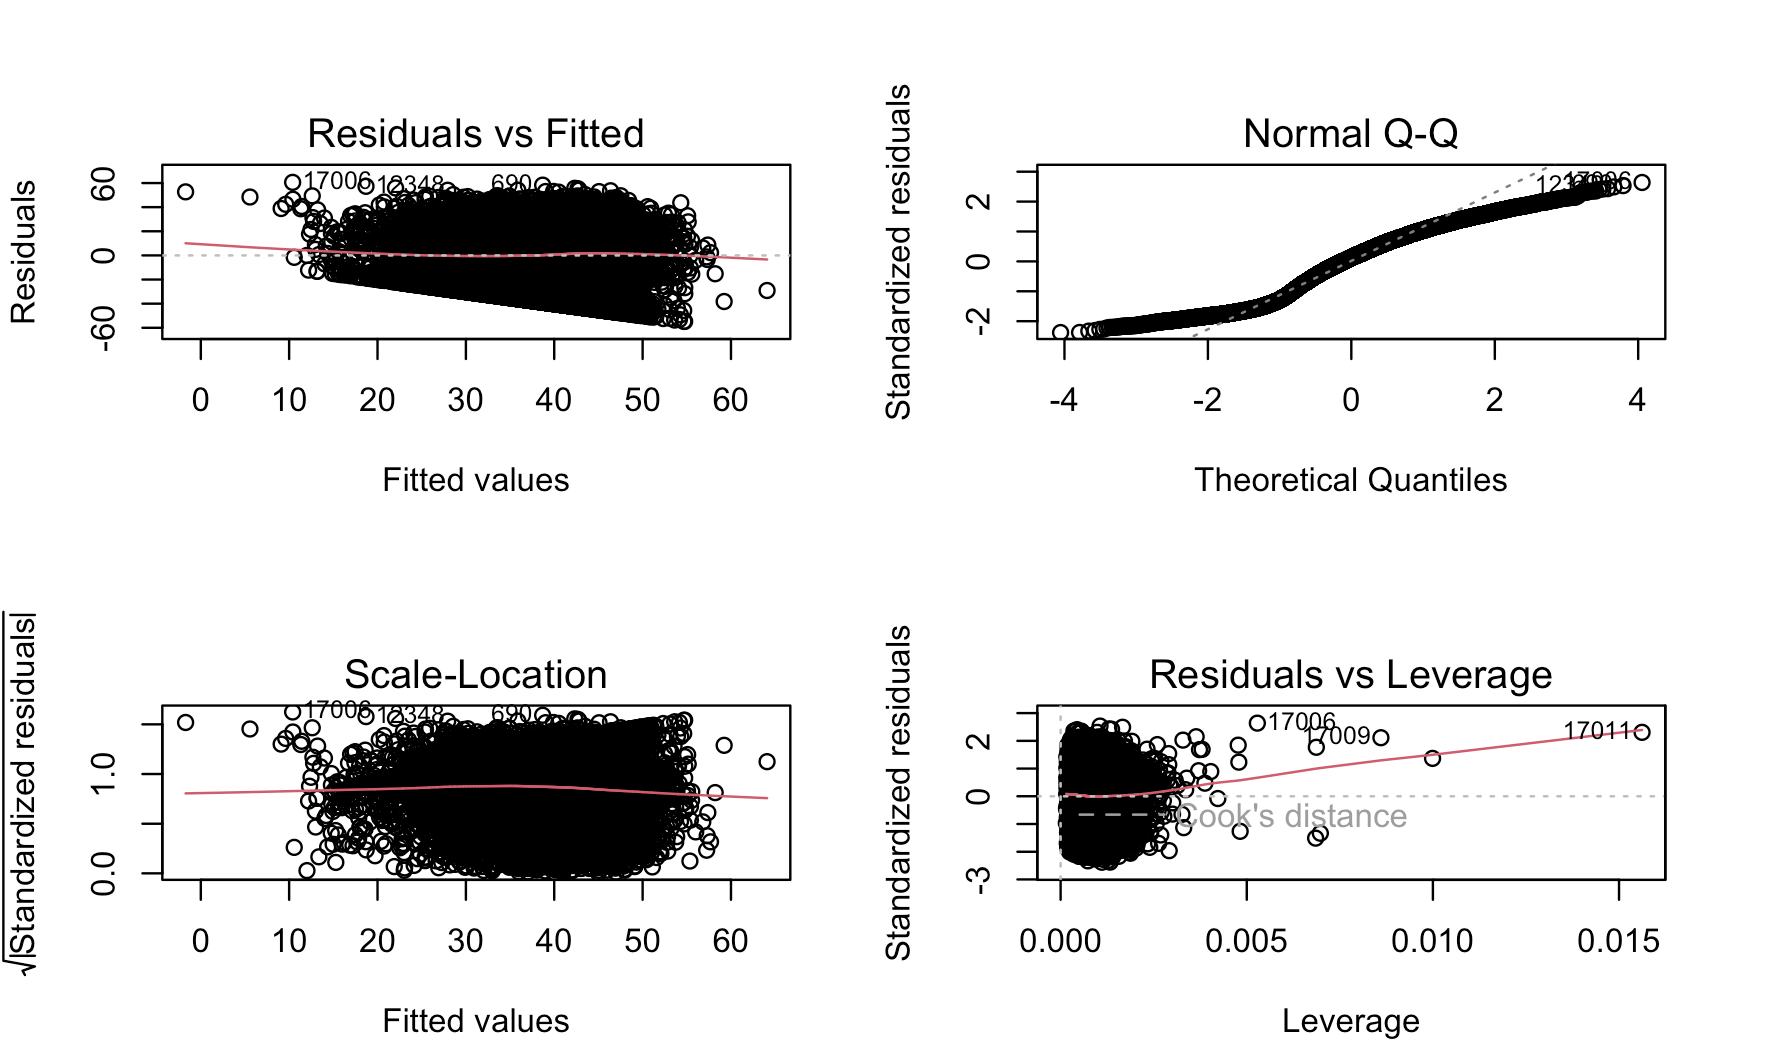 Residuals vs Fitted
Residuals
60
0
-60
17006
12348
690
0 10 20 30 40 50 60
Fitted values
Normal Q-Q
Standardized residuals
2
0
-2
17006
-4 -2 0 2 4
Theoretical Quantiles
Scale-Location
√|Standardized residuals|
1.0
0.0
17006
12348
690
0 10 20 30 40 50 60
Fitted values
Residuals vs Leverage
Standardized residuals
2
0
-3
17006
17009
17011
Cook's distance
0.000 0.005 0.010 0.015
Leverage